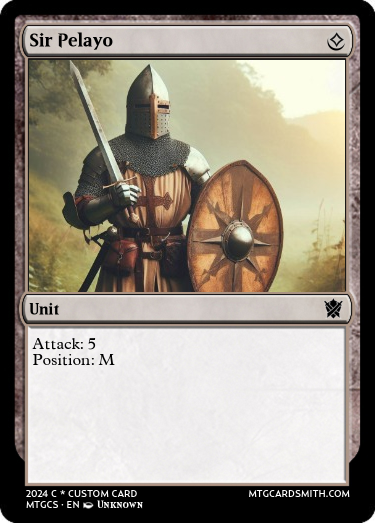 Sir Pelayo
Unit
Attack: 5
Position: M
2024 C * CUSTOM CARD
MTGCARDSMITH.COM
MTGCS · EN UNKNOWN